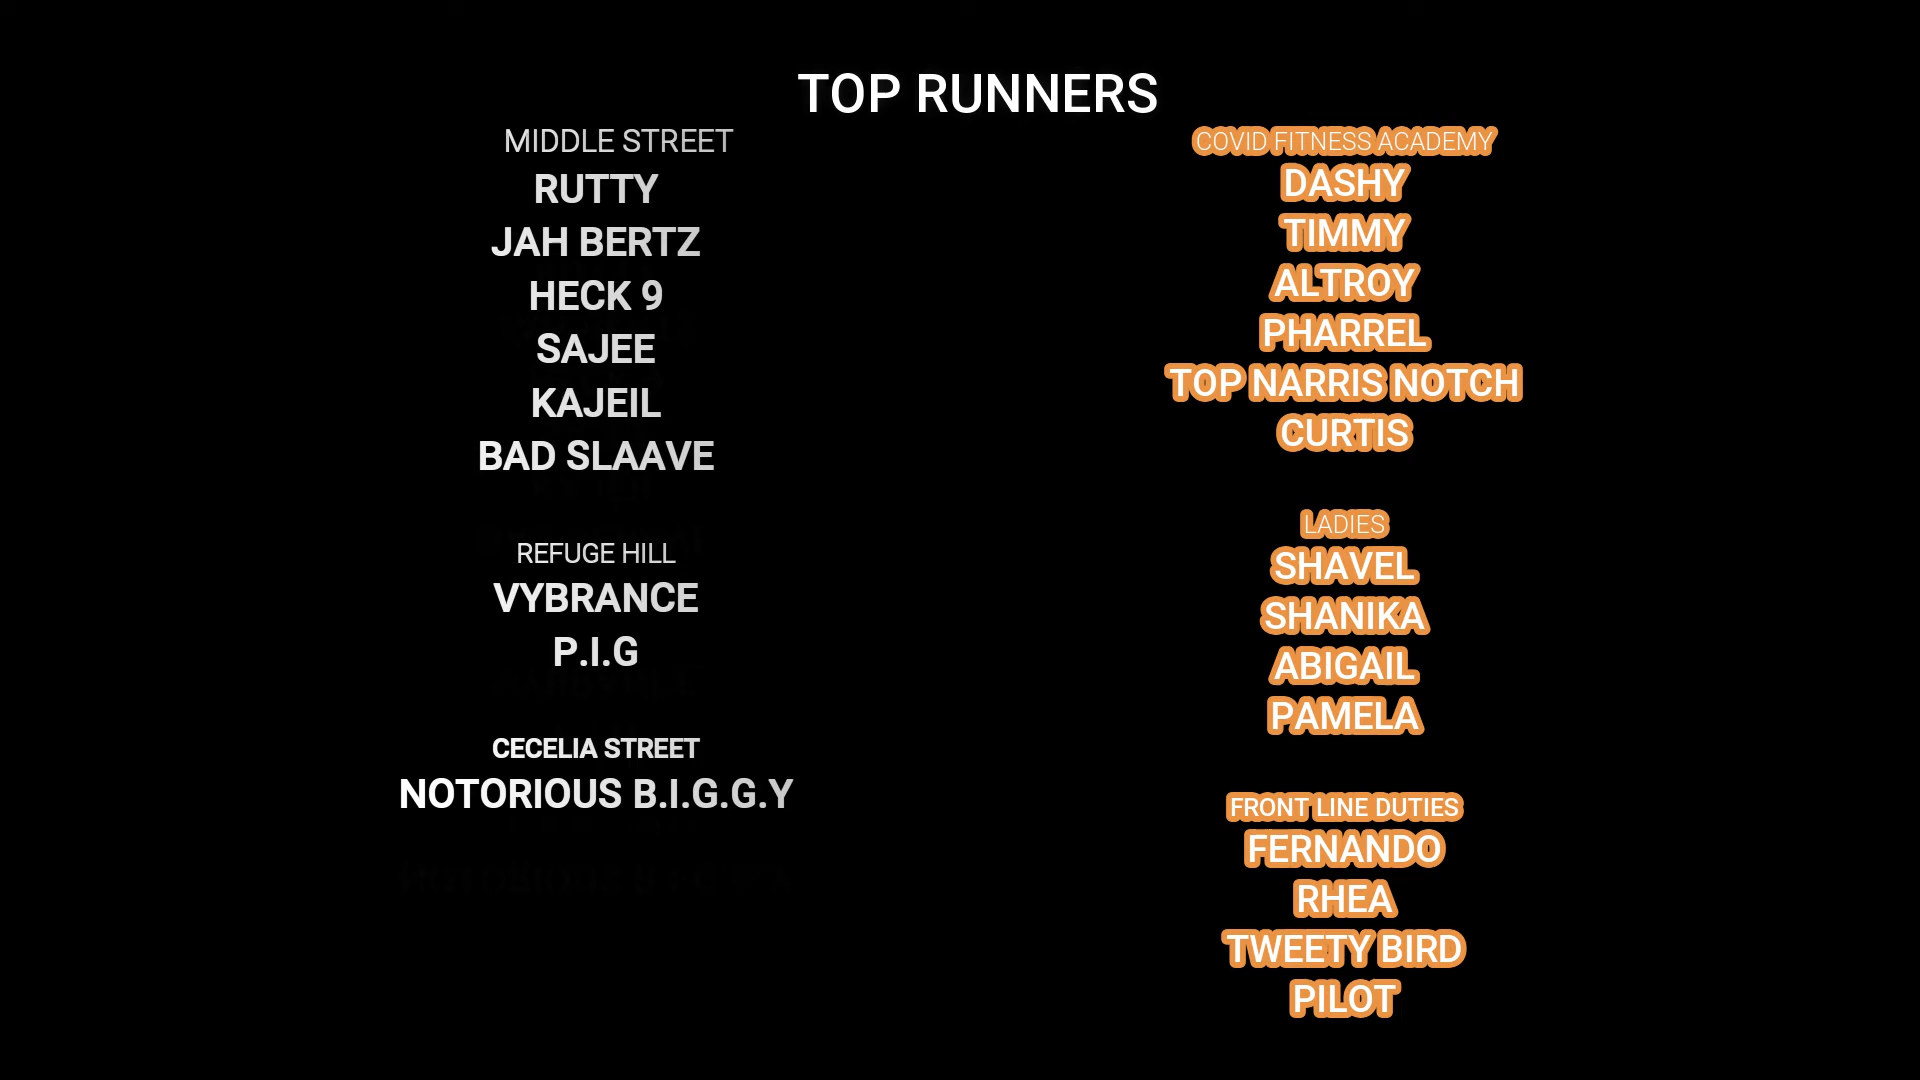 TOP RUNNERS
MIDDLE STREET
RUTTY
JAH BERTZ
HECK 9
SAJEE
KAJEIL
BAD SLAAVE
REFUGE HILL
VYBRANCE
P.I.G
CECELIA STREET
NOTORIOUS B.I.G.G.Y
COVID FITNESS ACADEMY
DASHY
TIMMY
ALTROY
PHARREL
TOP NARRIS NOTCH
CURTIS
LADIES
SHAVEL
SHANIKA
ABIGAIL
PAMELA
FRONT LINE DUTIES
FERNANDO
RHEA
TWEETY BIRD
PILOT